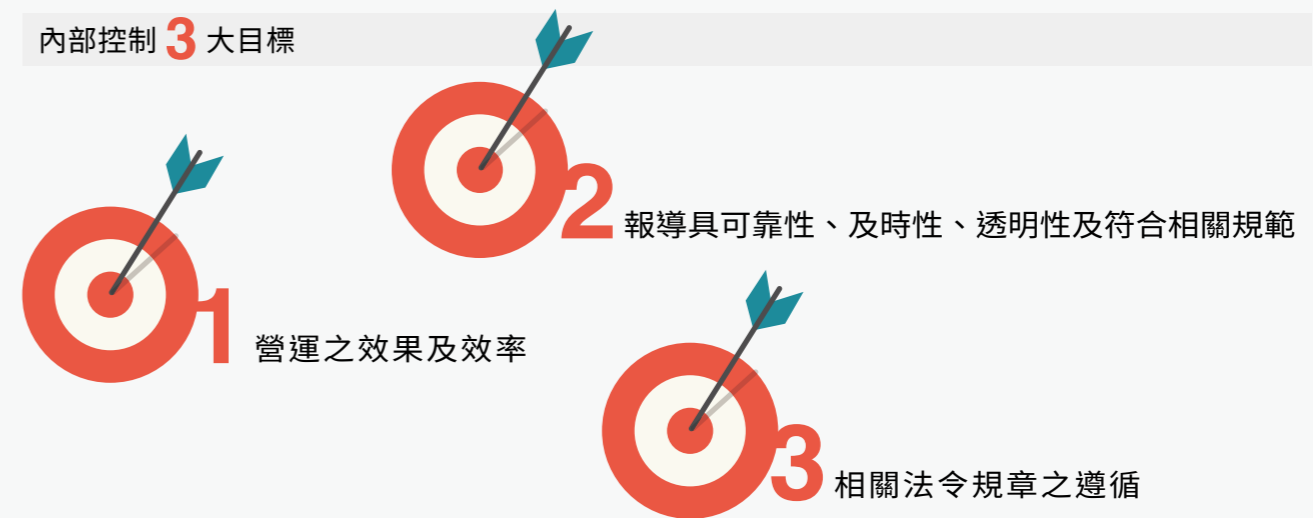 內部控制 3 大目標
1 營運之效果及效率
2 報導具可靠性、及時性、透明性及符合相關規範
3 相關法令規章之遵循